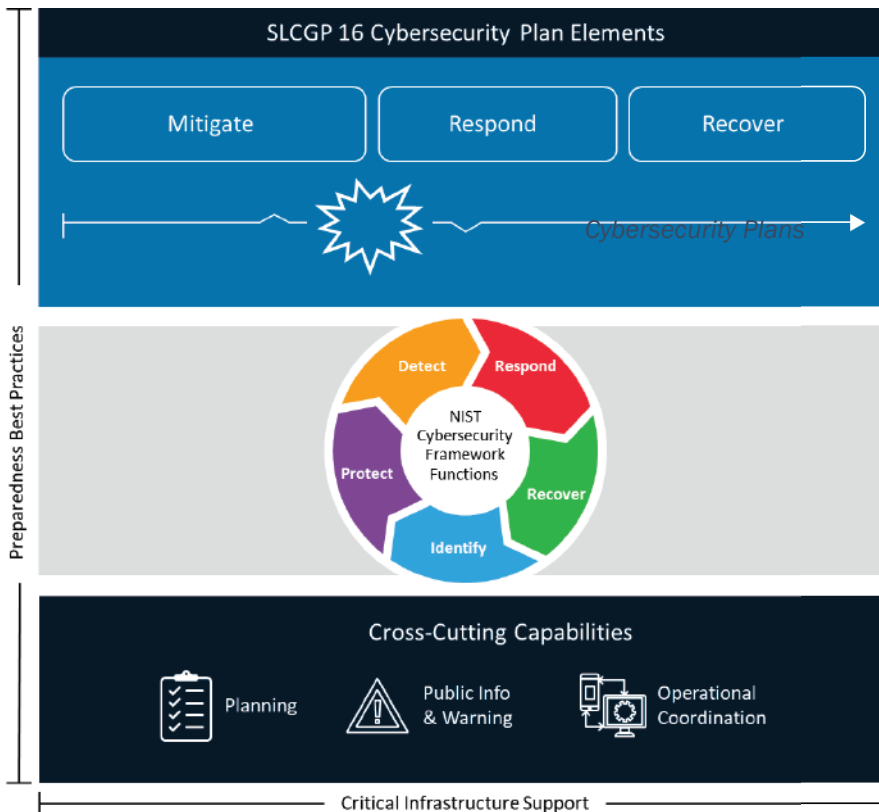 SLCGP 16 Cybersecurity Plan Elements
Mitigate
Respond
Recover
Cybersecurity Plans
Preparedness Best Practices
Detect
Respond
NIST
Cybersecurity
Framework
Functions
Protect
Recover
Identify
Cross-Cutting Capabilities
Planning
Public Info
& Warning
Operational
Coordination
Critical Infrastructure Support